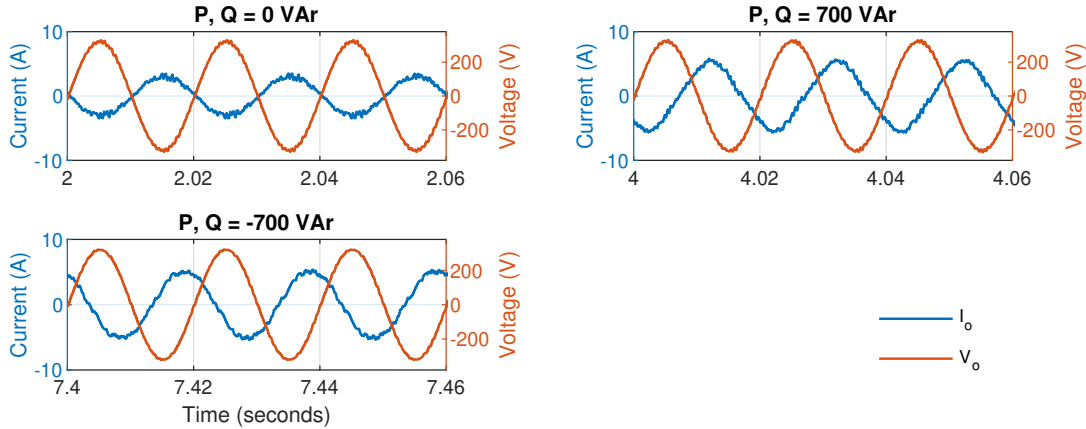 P, Q = 0 VAr
10
0
-10
Current (A)
200
0
-200
Voltage (V)
2
2.02
2.04
2.06
P, Q = 700 VAr
10
0
-10
Current (A)
200
0
-200
Voltage (V)
4
4.02
4.04
4.06
P, Q = -700 VAr
10
0
-10
Current (A)
200
0
-200
Voltage (V)
7.4
7.42
7.44
7.46
Time (seconds)
I_o
V_o